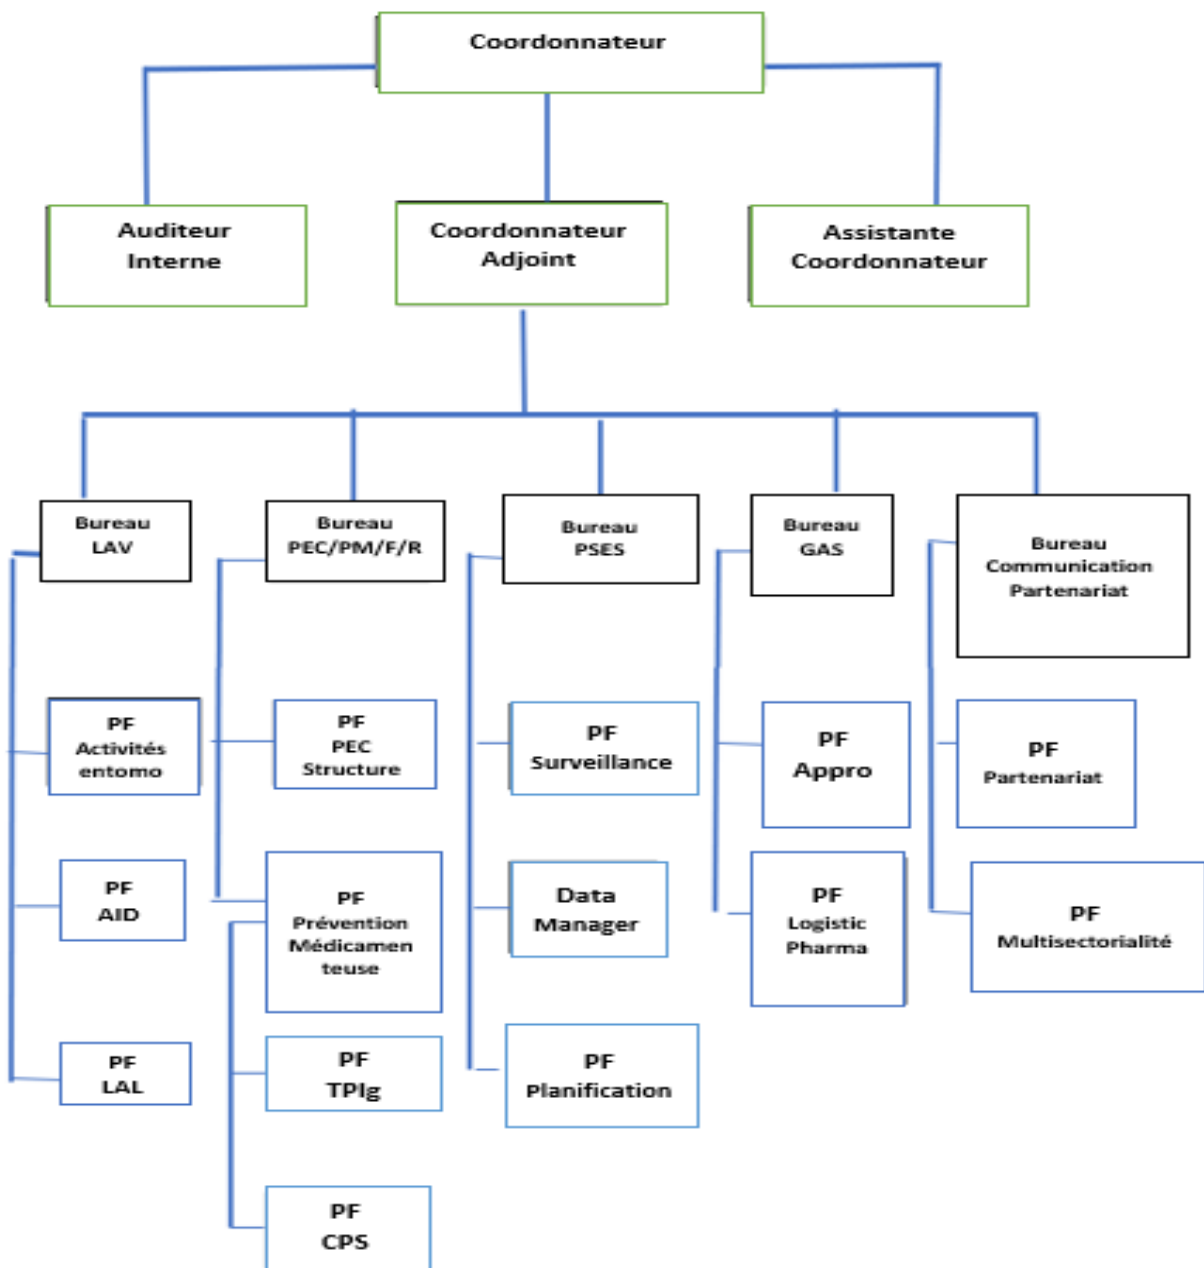 Coordonnateur
Auditeur
Interne
Coordonnateur
Adjoint
Assistante
Coordonnateur
Bureau
LAV
Bureau
PEC/PM/F/R
Bureau
PSES
Bureau
GAS
Bureau
Communication
Partenariat
PF
Activités
entomo
PF
PEC
Structure
PF
Surveillance
PF
Appro
PF
Partenariat
PF
AID
PF
Prévention
Médicamen
teuse
Data
Manager
PF
Logistic
Pharma
PF
Multisectorialité
PF
LAL
PF
TPIg
PF
Planification
PF
CPS